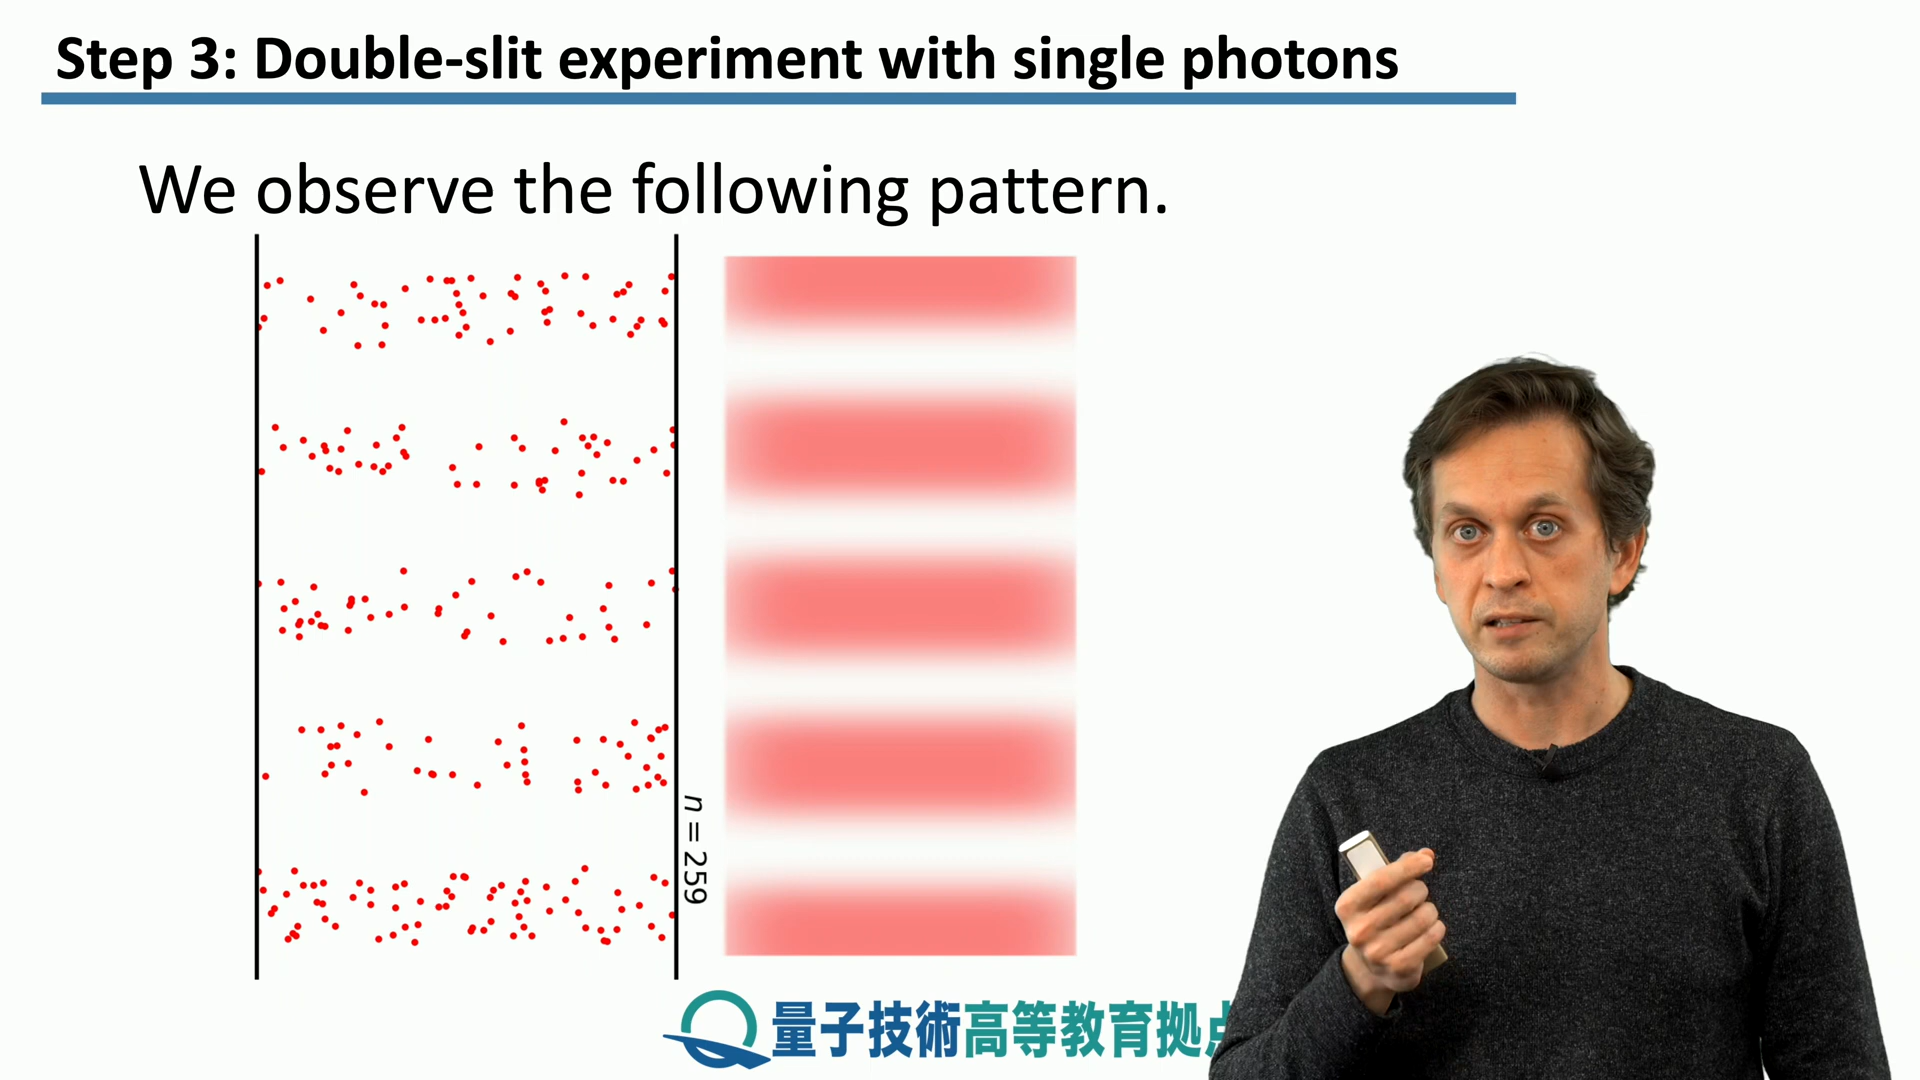 Step 3: Double-slit experiment with single photons
We observe the following pattern.
n = 259
量子技術高等教育拠点